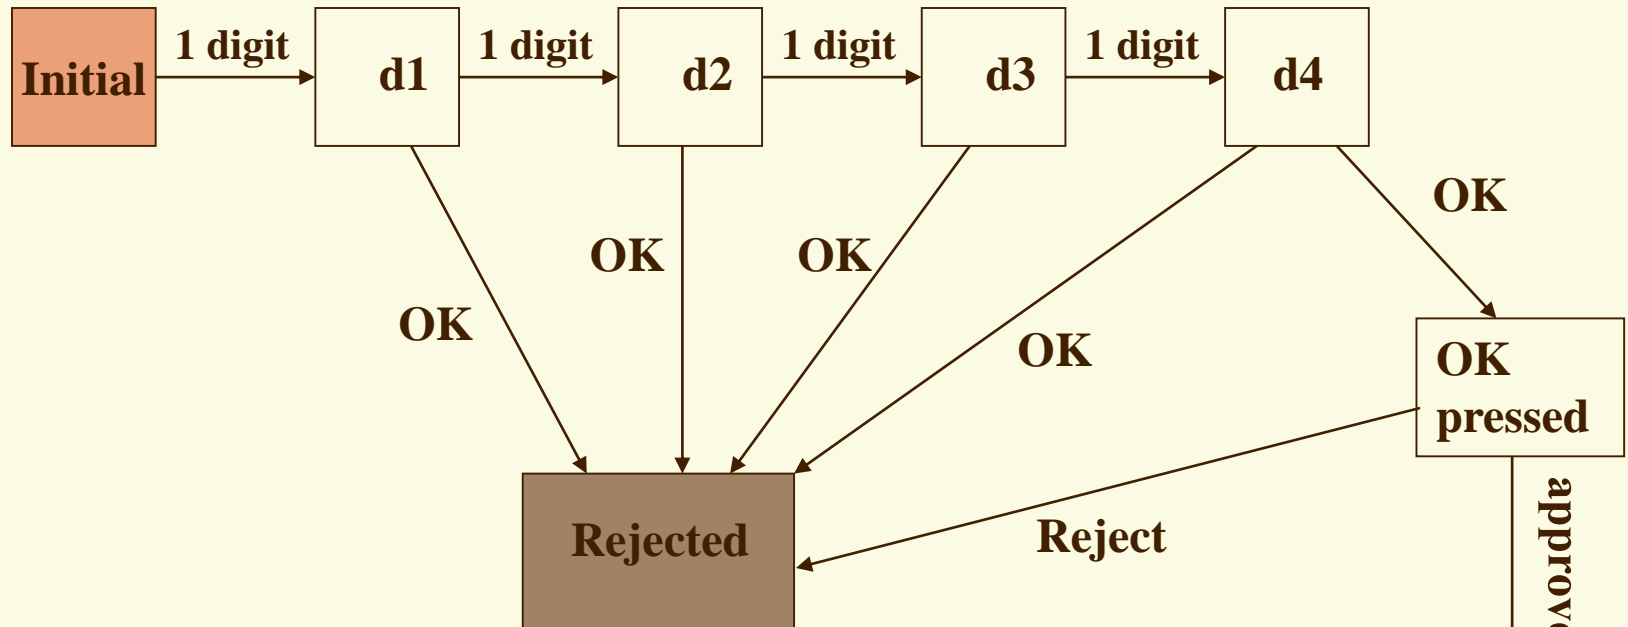 1 digit
1 digit
1 digit
1 digit
Initial
d1
d2
d3
d4
OK
OK
OK
OK
OK
OK
pressed
Reject
Rejected